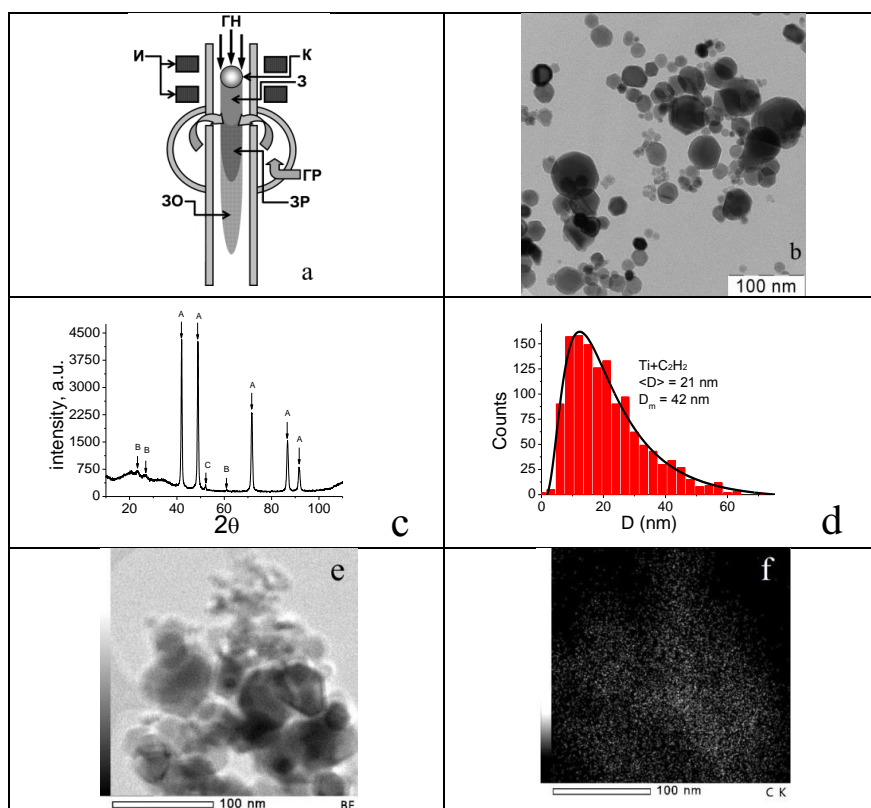 ГН
И
К
З
ГР
ЗО
ЗР
a
b
100 nm
4500
3750
3000
2250
1500
750
0
intensity, a.u.
A
A
A
A
A
B
B
C
B
20
40
60
80
100
2θ
c
150
125
100
75
50
25
0
Counts
Ti+C₂H₂
<D> = 21 nm
Dₘ = 42 nm
0
20
40
60
D (nm)
d
e
100 nm
BF
f
100 nm
C K